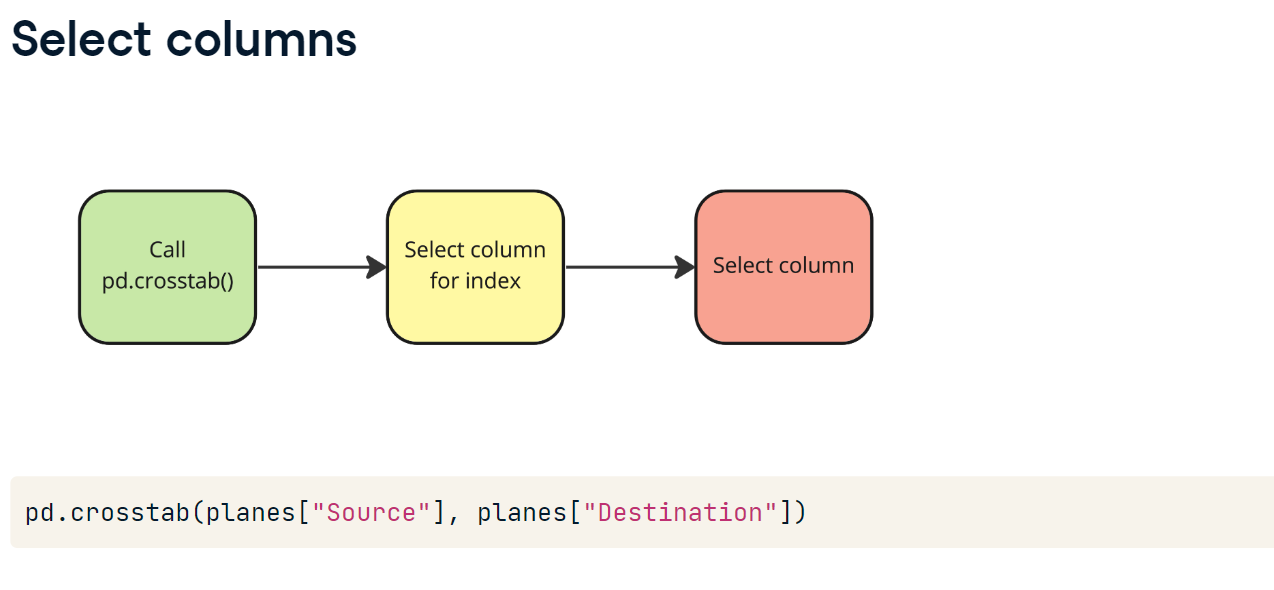 Select columns
Call
pd.crosstab()
Select column
for index
Select column
pd.crosstab(planes["Source"], planes["Destination"])